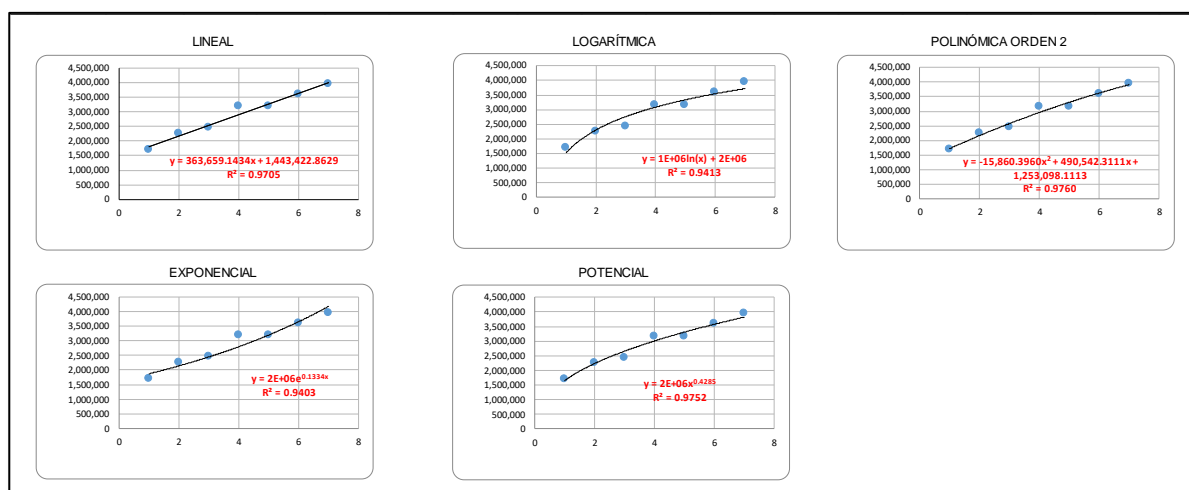 LINEAL
4,500,000
4,000,000
3,500,000
3,000,000
2,500,000
2,000,000
1,500,000
1,000,000
500,000
0 2 4 6 8
y = 363,659.1434x + 1,443,422.8629
R² = 0.9705
LOGARÍTMICA
4,500,000
4,000,000
3,500,000
3,000,000
2,500,000
2,000,000
1,500,000
1,000,000
500,000
0 2 4 6 8
y = 1E+06ln(x) + 2E+06
R² = 0.9413
POLINÓMICA ORDEN 2
4,500,000
4,000,000
3,500,000
3,000,000
2,500,000
2,000,000
1,500,000
1,000,000
500,000
0 2 4 6 8
y = -15,860.3960x² + 490,542.3111x +
1,253,098.1113
R² = 0.9760
EXPONENCIAL
4,500,000
4,000,000
3,500,000
3,000,000
2,500,000
2,000,000
1,500,000
1,000,000
500,000
0 2 4 6 8
y = 2E+06e^0.1334x
R² = 0.9403
POTENCIAL
4,500,000
4,000,000
3,500,000
3,000,000
2,500,000
2,000,000
1,500,000
1,000,000
500,000
0 2 4 6 8
y = 2E+06x^0.4285
R² = 0.9752